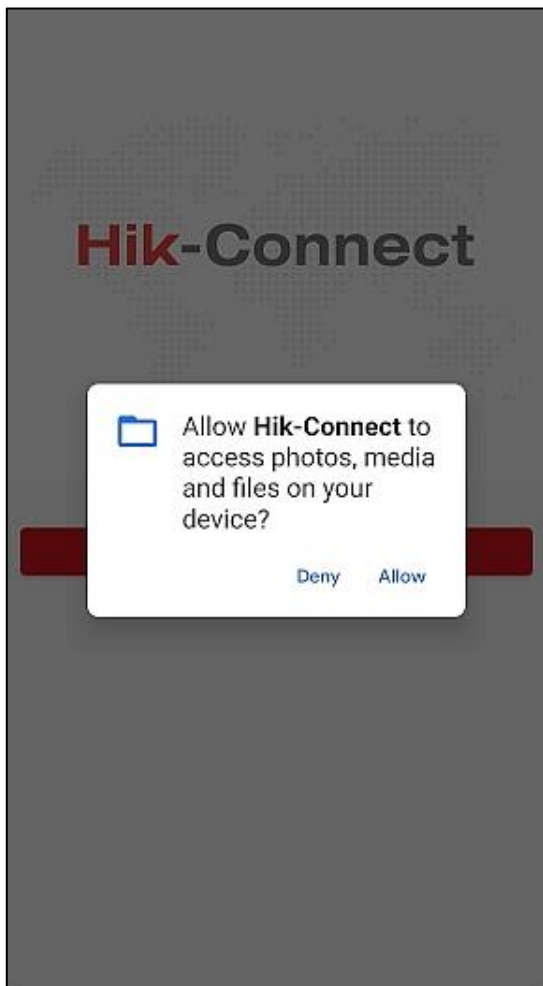 Hik-Connect
Allow Hik-Connect to
access photos, media
and files on your
device?
Deny Allow